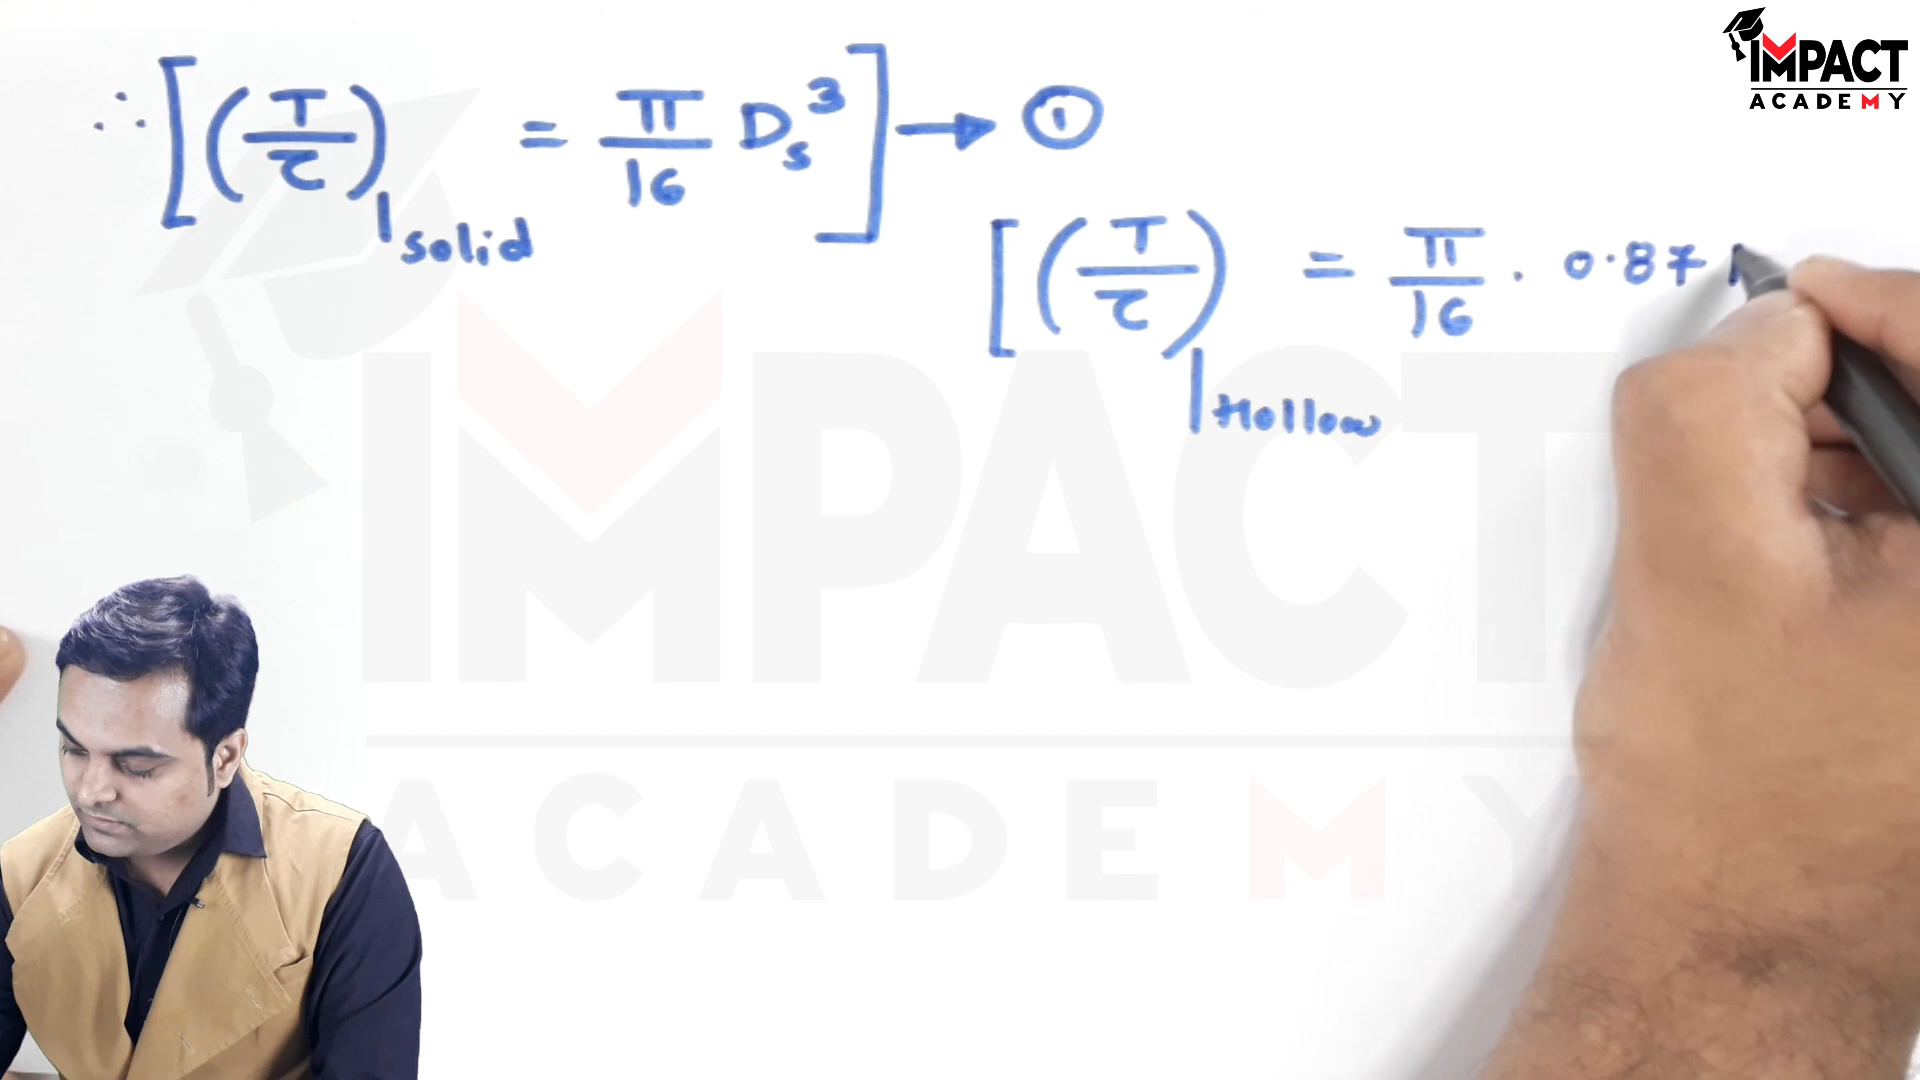 IMPACT
ACADEMY
∴ [(T/τ)|solid = π/16 Ds³] → ①
[(T/τ)|Hollow = π/16 · 0.87
IMPACT
ACADEMY